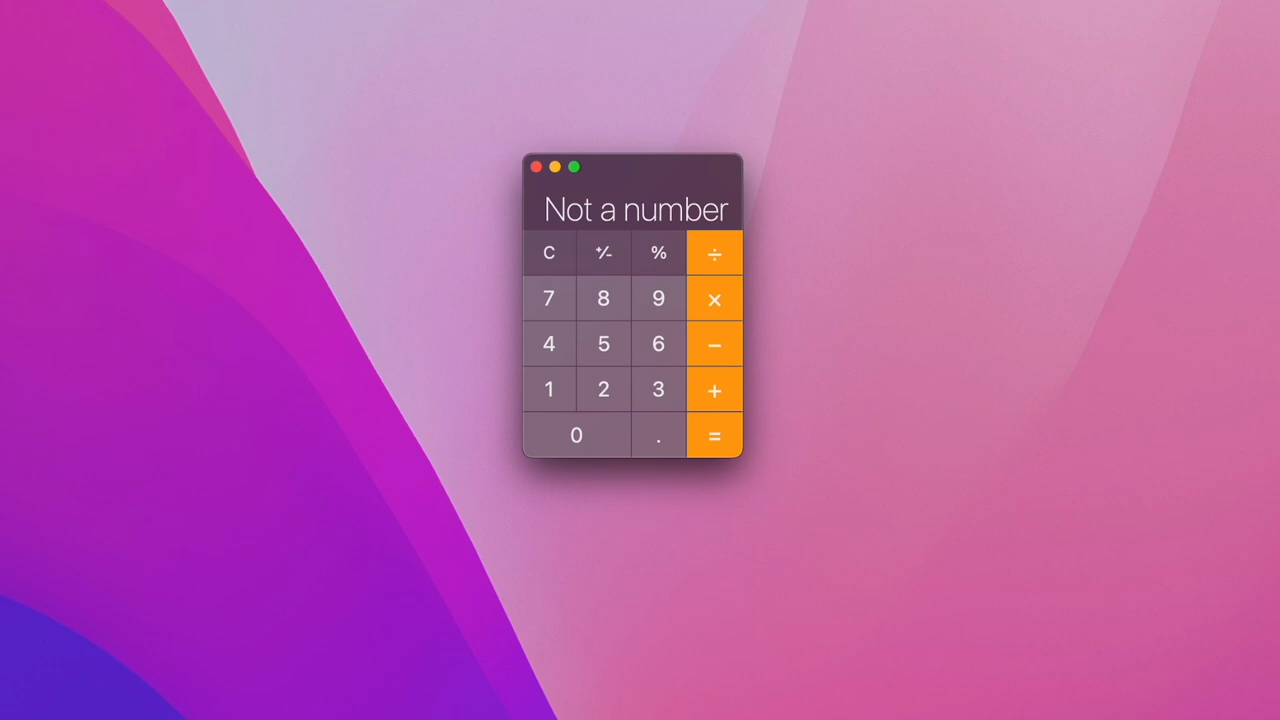 Not a number
C ⁺⁄₋ % ÷
7 8 9 ×
4 5 6 −
1 2 3 +
0 . =